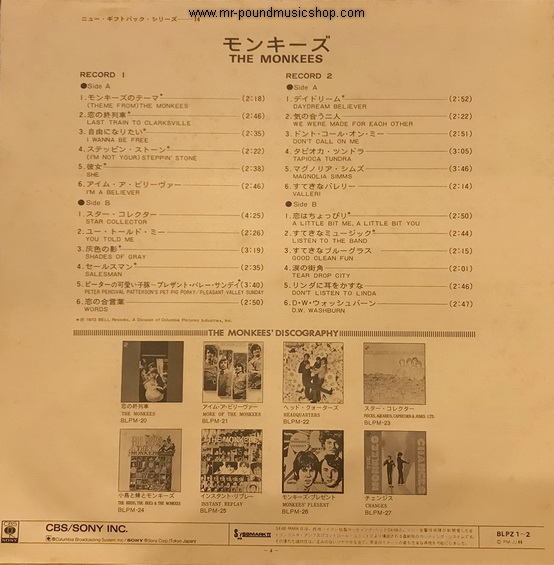 www.mr-poundmusicshop.com
ニュー・ギフトパック・シリーズ
モンキーズ
THE MONKEES
RECORD 1
●Side A
1. モンキーズのテーマ* (2:18)
(THEME FROM) THE MONKEES
2. 恋の終列車* (2:46)
LAST TRAIN TO CLARKSVILLE
3. 自由になりたい* (2:35)
I WANNA BE FREE
4. ステッピン・ストーン* (2:22)
(I'M NOT YOUR) STEPPIN' STONE
5. 彼女* (2:38)
SHE
6. アイム・ア・ビリーヴァー (2:46)
I'M A BELIEVER
●Side B
1. スター・コレクター (4:25)
STAR COLLECTOR
2. ユー・トールド・ミー (2:26)
YOU TOLD ME
3. 灰色の影* (3:19)
SHADES OF GRAY
4. セールスマン (2:35)
SALESMAN
5. ピーターの可愛い子豚〜プレザント・バレー・サンデイ (3:40)
PETER PERCIVAL PATTERSON'S PET PIG PORKY〜PLEASANT VALLEY SUNDAY
6. 恋の合言葉 (2:50)
WORDS
RECORD 2
●Side A
1. デイドリーム* (2:52)
DAYDREAM BELIEVER
2. 気の合う二人 (2:22)
WE WERE MADE FOR EACH OTHER
3. ドント・コール・オン・ミー (2:51)
DON'T CALL ON ME
4. タピオカ・ツンドラ (3:05)
TAPIOCA TUNDRA
5. マグノリア・シムズ (3:46)
MAGNOLIA SIMMS
6. すてきなバレリー (2:14)
VALLERI
●Side B
1. 恋はちょっぴり* (2:50)
A LITTLE BIT ME, A LITTLE BIT YOU
2. すてきなミュージック* (2:44)
LISTEN TO THE BAND
3. すてきなブルーグラス (2:15)
GOOD CLEAN FUN
4. 涙の街角 (2:01)
TEAR DROP CITY
5. リンダに耳をかすな (2:45)
DON'T LISTEN TO LINDA
6. D・W・ウォッシュバーン (2:47)
D.W. WASHBURN
THE MONKEES' DISCOGRAPHY
恋の終列車
THE MONKEES
BLPM-20
アイム・ア・ビリーヴァー
MORE OF THE MONKEES
BLPM-21
ヘッド・クォーターズ
HEADQUARTERS
BLPM-22
スター・コレクター
PISCES, AQUARIUS, CAPRICORN & JONES LTD.
BLPM-23
小鳥と蜂とモンキーズ
THE BIRDS, THE BEES & THE MONKEES
BLPM-24
インスタント・リプレー
INSTANT REPLAY
BLPM-25
モンキーズ・プレゼント
MONKEES' PRESENT
BLPM-26
チェンジス
CHANGES
BLPM-27
CBS
SONY
CBS/SONY INC.
BLPZ 1-2